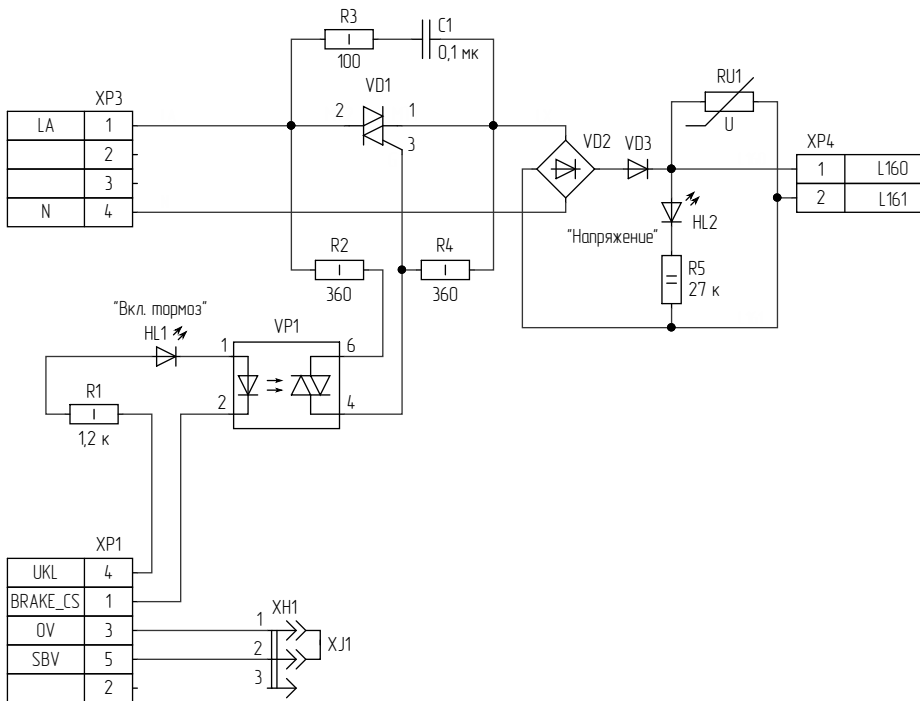 R3
C1
100
0,1 мк
VD1
RU1
XP3
2
1
U
LA
1
3
VD2
VD3
XP4
2
1
L160
3
2
L161
N
4
HL2
"Напряжение"
R2
R4
R5
27 к
360
360
"Вкл. тормоз"
HL1
VP1
1
6
R1
2
4
1,2 к
XP1
UKL
4
BRAKE_CS
1
XH1
0V
3
1
XJ1
SBV
5
2
2
3